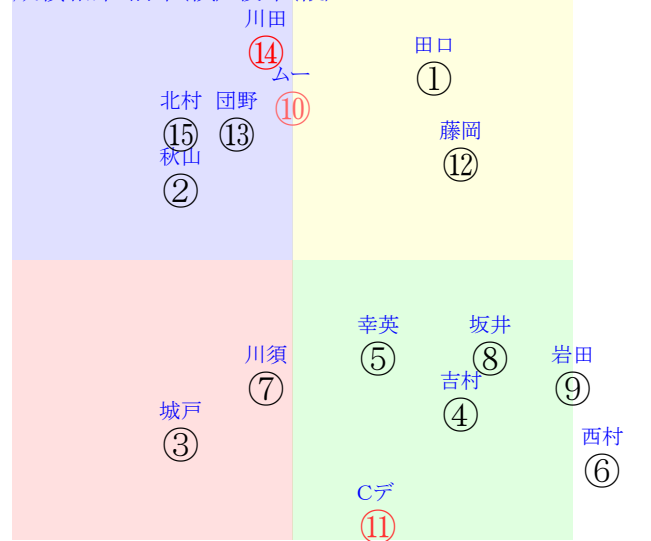 川田
⑭
ムー
⑩
田口
①
北村
⑮
団野
⑬
藤岡
⑫
秋山
②
幸英
⑤
坂井
⑧
川須
⑦
岩田
⑨
吉村
④
城戸
③
西村
⑥
Cデ
⑪